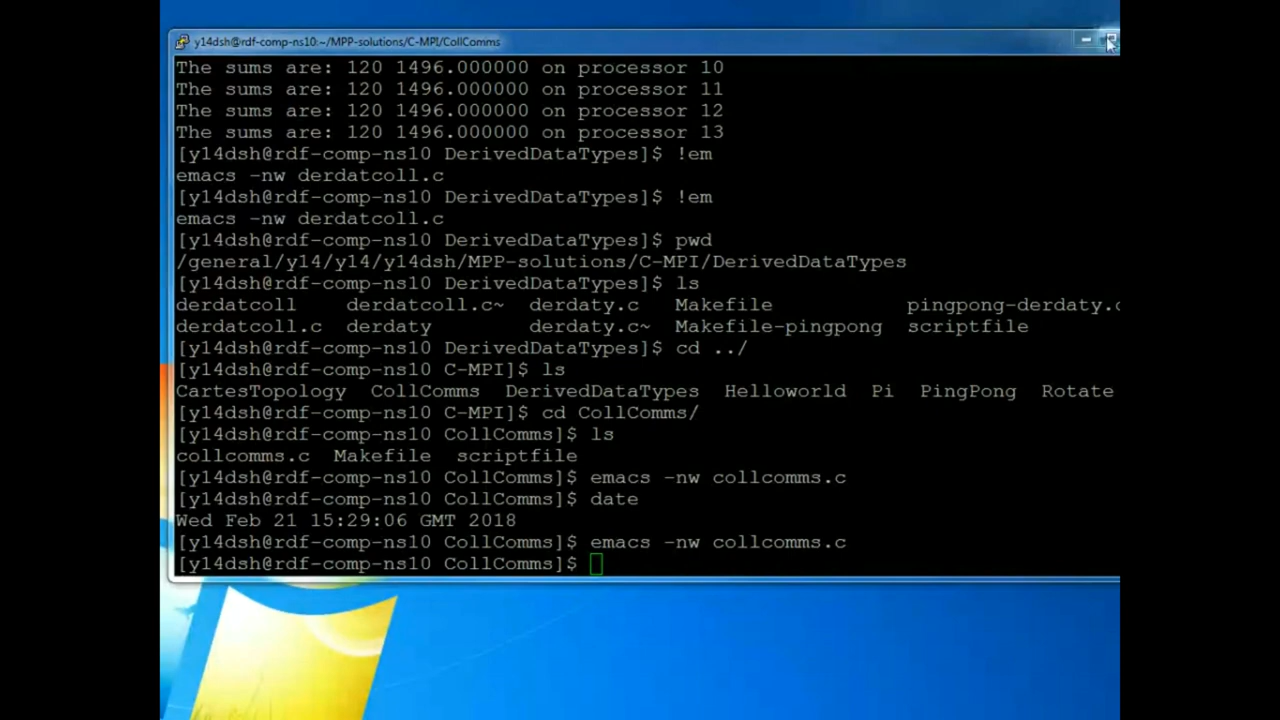 y14dsh@rdf-comp-ns10:~/MPP-solutions/C-MPI/CollComms
The sums are: 120 1496.000000 on processor 10
The sums are: 120 1496.000000 on processor 11
The sums are: 120 1496.000000 on processor 12
The sums are: 120 1496.000000 on processor 13
[y14dsh@rdf-comp-ns10 DerivedDataTypes]$ !em
emacs -nw derdatcoll.c
[y14dsh@rdf-comp-ns10 DerivedDataTypes]$ !em
emacs -nw derdatcoll.c
[y14dsh@rdf-comp-ns10 DerivedDataTypes]$ pwd
/general/y14/y14/y14dsh/MPP-solutions/C-MPI/DerivedDataTypes
[y14dsh@rdf-comp-ns10 DerivedDataTypes]$ ls
derdatcoll    derdatcoll.c~  derdaty.c   Makefile           pingpong-derdaty.c
derdatcoll.c  derdaty        derdaty.c~  Makefile-pingpong  scriptfile
[y14dsh@rdf-comp-ns10 DerivedDataTypes]$ cd ../
[y14dsh@rdf-comp-ns10 C-MPI]$ ls
CartesTopology  CollComms  DerivedDataTypes  Helloworld  Pi  PingPong  Rotate
[y14dsh@rdf-comp-ns10 C-MPI]$ cd CollComms/
[y14dsh@rdf-comp-ns10 CollComms]$ ls
collcomms.c  Makefile  scriptfile
[y14dsh@rdf-comp-ns10 CollComms]$ emacs -nw collcomms.c
[y14dsh@rdf-comp-ns10 CollComms]$ date
Wed Feb 21 15:29:06 GMT 2018
[y14dsh@rdf-comp-ns10 CollComms]$ emacs -nw collcomms.c
[y14dsh@rdf-comp-ns10 CollComms]$